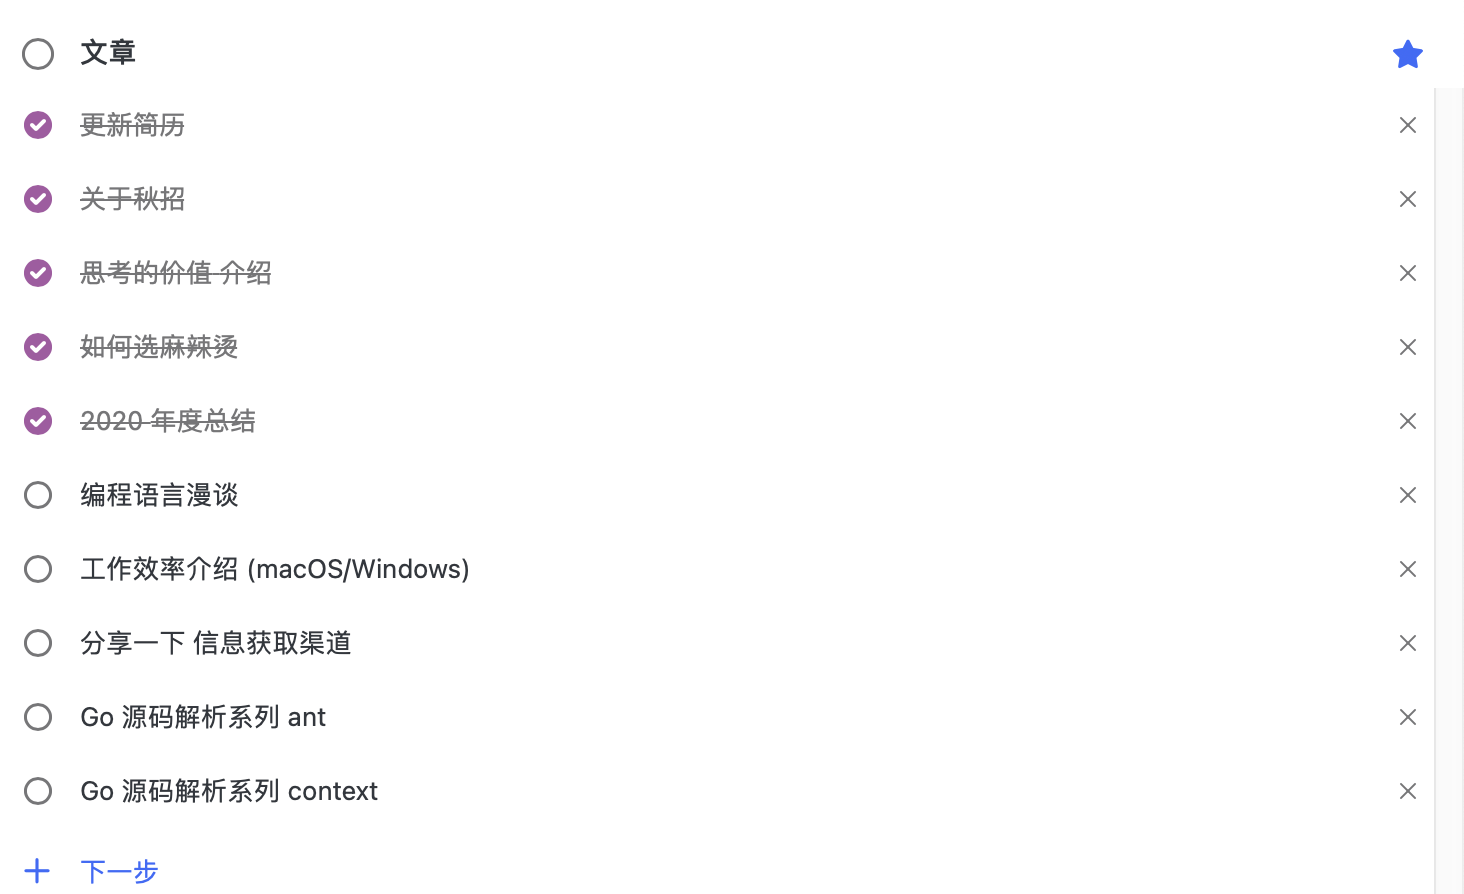 文章
更新简历
关于秋招
思考的价值 介绍
如何选麻辣烫
2020 年度总结
编程语言漫谈
工作效率介绍 (macOS/Windows)
分享一下 信息获取渠道
Go 源码解析系列 ant
Go 源码解析系列 context
下一步